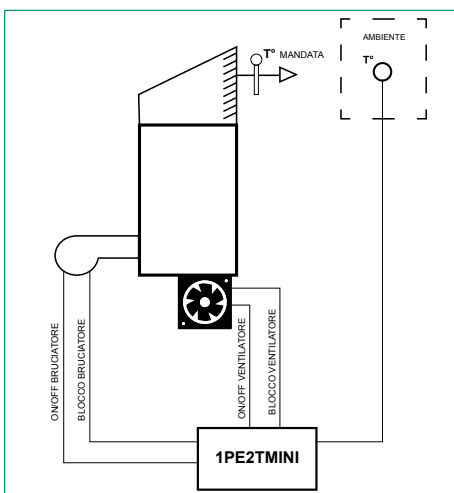 T° MANDATA
AMBIENTE
T°
ON/OFF BRUCIATORE
BLOCCO BRUCIATORE
ON/OFF VENTILATORE
BLOCCO VENTILATORE
1PE2TMINI